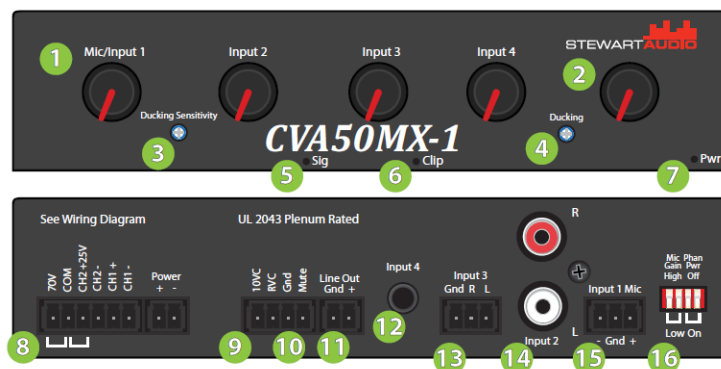 Mic/Input 1
Input 2
Input 3
Input 4
STEWARTAUDIO
1
2
Ducking Sensitivity
Ducking
3
4
CVA50MX-1
5
Sig
6
Clip
7
Pwr
See Wiring Diagram
UL 2043 Plenum Rated
R
70V
COM
CH2 +25V
CH2 -
CH1 +
CH1 -
Power
+ -
10VC
RVC
Gnd
Mute
Line Out
Gnd +
Input 4
Input 3
Gnd R L
Input 2
L
Input 1 Mic
- Gnd +
Mic Phan
Gain Pwr
High Off
Low On
8
9
10
11
12
13
14
15
16